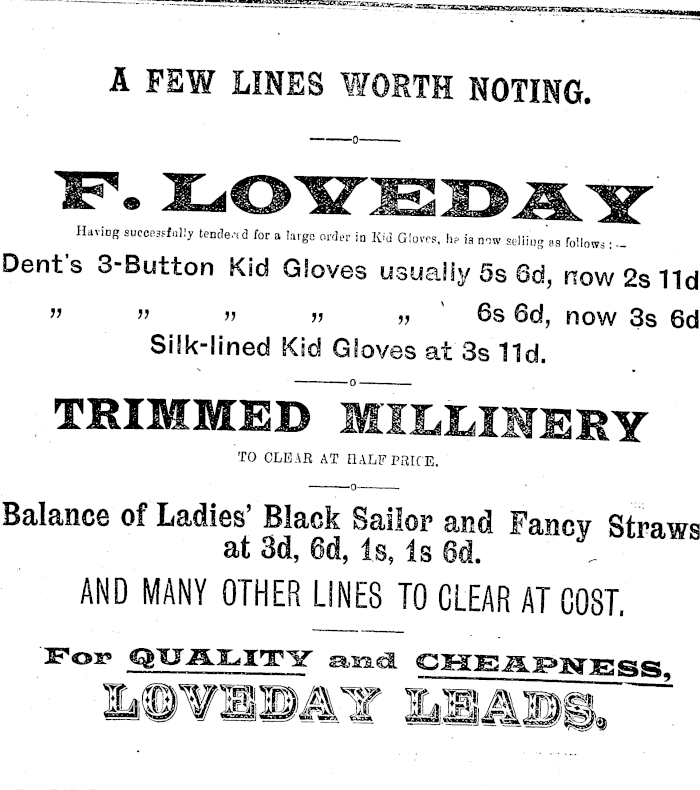 A FEW LINES WORTH NOTING.
F. LOVEDAY
Having successfully tendered for a large order in Kid Gloves, he is now selling as follows :—
Dent's 3-Button Kid Gloves usually 5s 6d, now 2s 11d
„ „ „ „ „ 6s 6d, now 3s 6d
Silk-lined Kid Gloves at 3s 11d.
TRIMMED MILLINERY
TO CLEAR AT HALF PRICE.
Balance of Ladies' Black Sailor and Fancy Straws
at 3d, 6d, 1s, 1s 6d.
AND MANY OTHER LINES TO CLEAR AT COST.
For QUALITY and CHEAPNESS,
LOVEDAY LEADS.